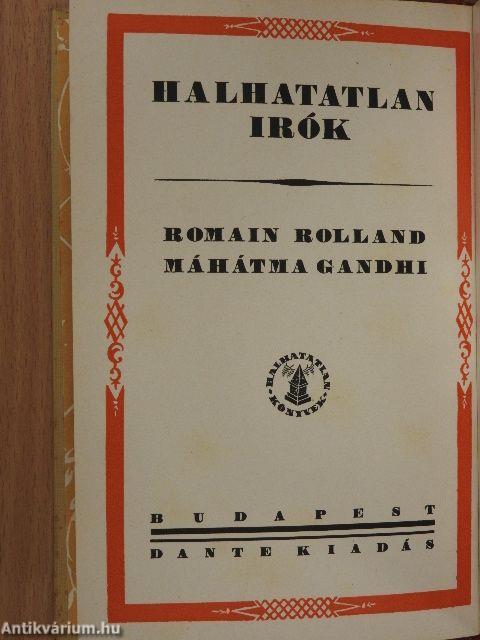 HALHATATLAN
IRÓK
ROMAIN ROLLAND
MÁHÁTMA GANDHI
HALHATATLAN
KÖNYVEK
BUDAPEST
DANTE KIADÁS
Antikvárium.hu